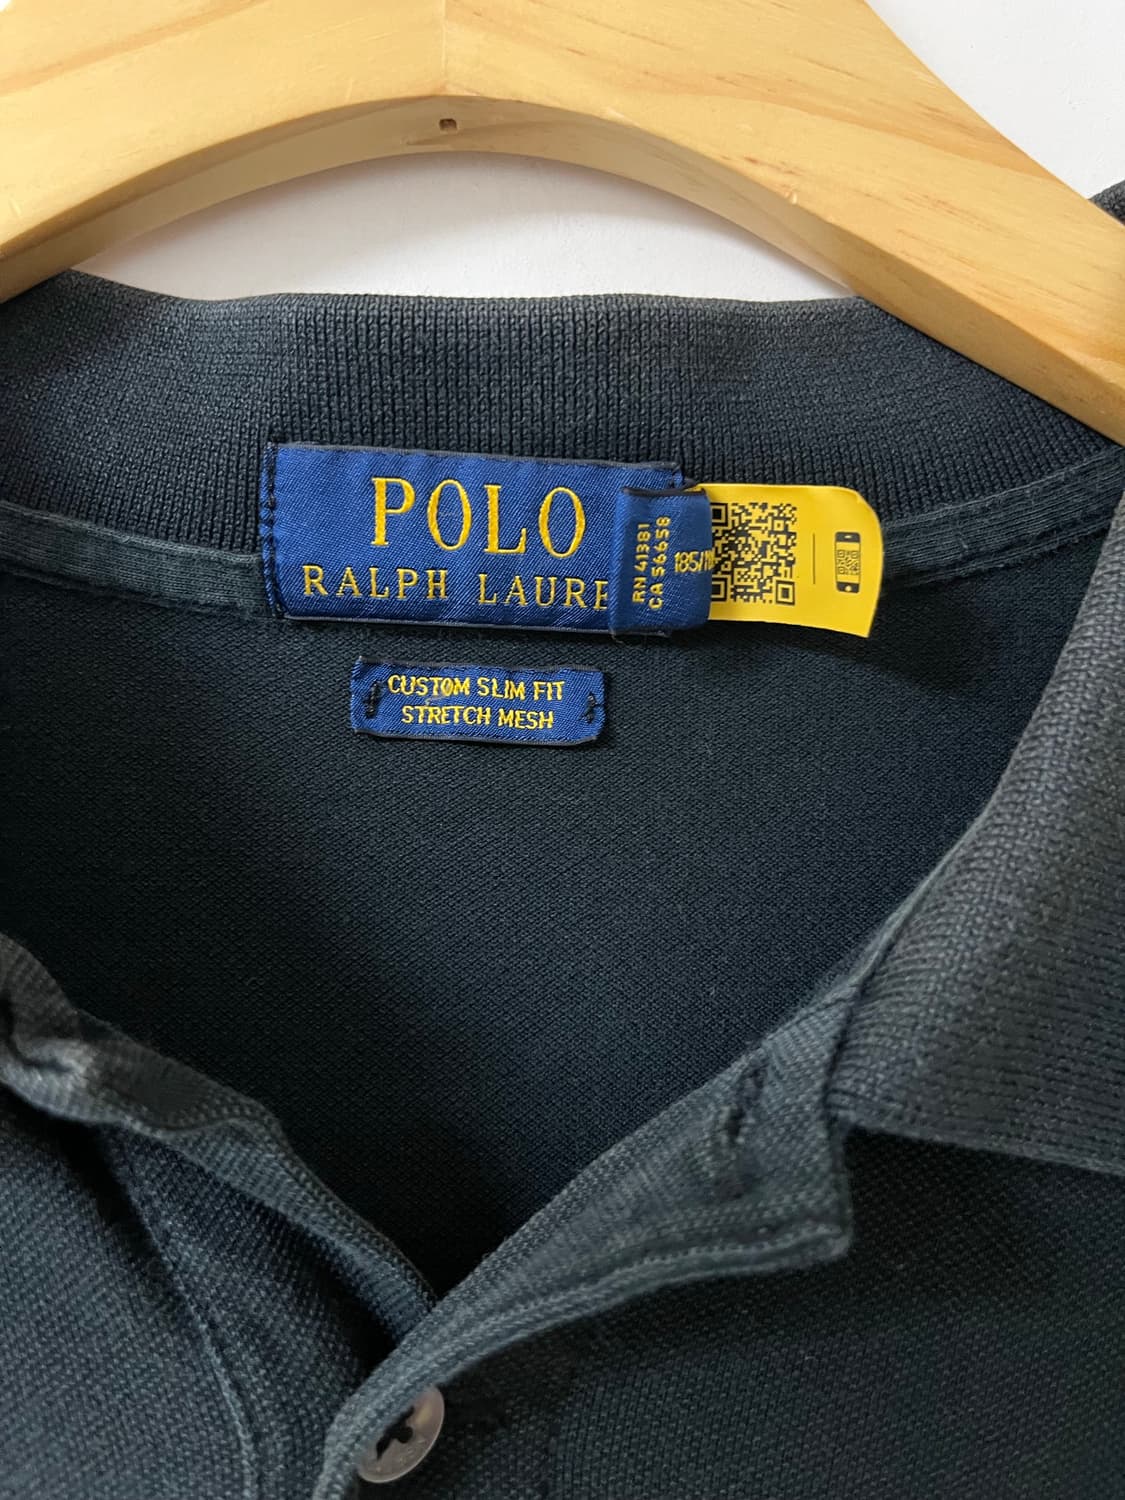 POLO
RALPH LAURE
RN 41381
CA 56658
185/
CUSTOM SLIM FIT
STRETCH MESH